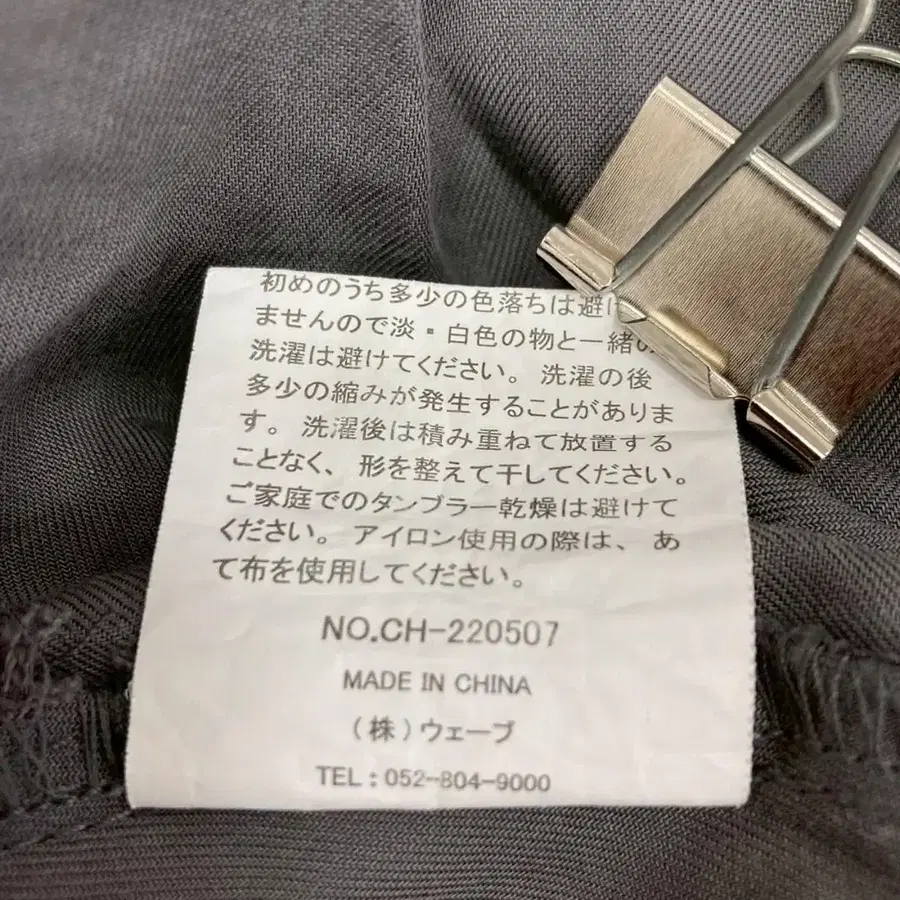 初めのうち多少の色落ちは避け
ませんので淡・白色の物と一緒の
洗濯は避けてください。洗濯の後
多少の縮みが発生することがありま
す。洗濯後は積み重ねて放置する
ことなく、形を整えて干してください。
ご家庭でのタンブラー乾燥は避けて
ください。アイロン使用の際は、あ
て布を使用してください。
NO.CH-220507
MADE IN CHINA
(株)ウェーブ
TEL:052-804-9000